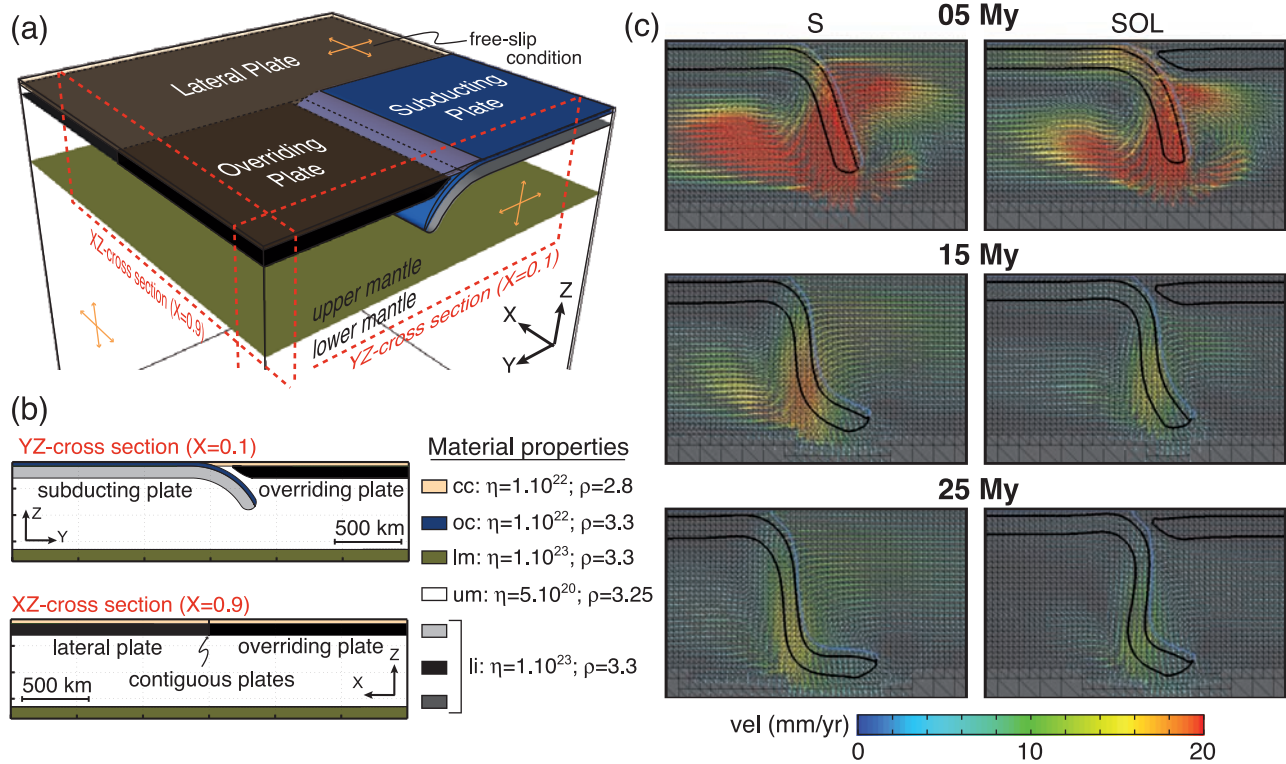 (a)
Lateral Plate
free-slip
condition
Subducting
Plate
Overriding
Plate
XZ-cross section (X=0.9)
upper mantle
lower mantle
YZ-cross section (X=0.1)
Z
X
Y
(b)
YZ-cross section (X=0.1)
subducting plate
overriding plate
Z
Y
500 km
XZ-cross section (X=0.9)
lateral plate
overriding plate
contiguous plates
500 km
Z
X
Material properties
cc: η=1.10²²; ρ=2.8
oc: η=1.10²²; ρ=3.3
lm: η=1.10²³; ρ=3.3
um: η=5.10²⁰; ρ=3.25
li: η=1.10²³; ρ=3.3
(c)
S
05 My
SOL
15 My
25 My
vel (mm/yr)
0
10
20